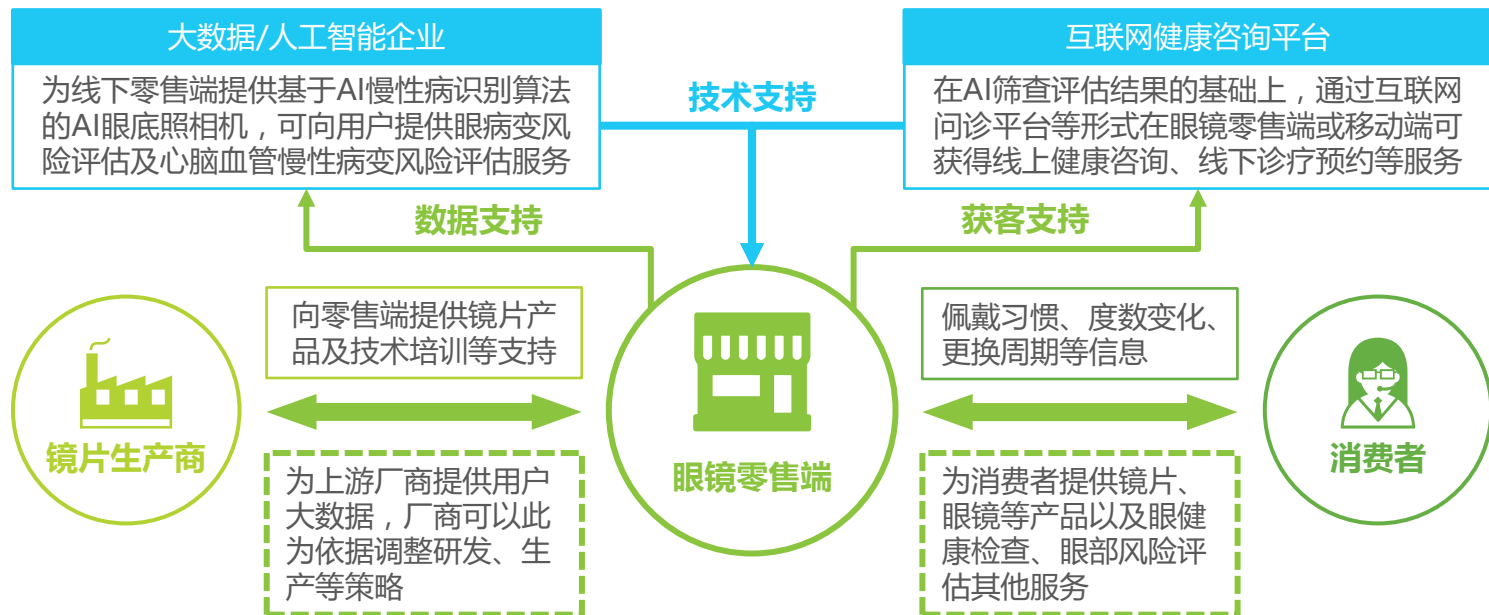 大数据/人工智能企业
为线下零售端提供基于AI慢性病识别算法
的AI眼底照相机，可向用户提供眼病变风
险评估及心脑血管慢性病变风险评估服务
技术支持
互联网健康咨询平台
在AI筛查评估结果的基础上，通过互联网
问诊平台等形式在眼镜零售端或移动端可
获得线上健康咨询、线下诊疗预约等服务
数据支持
获客支持
向零售端提供镜片产
品及技术培训等支持
佩戴习惯、度数变化、
更换周期等信息
镜片生产商
眼镜零售端
消费者
为上游厂商提供用户
大数据，厂商可以此
为依据调整研发、生
产等策略
为消费者提供镜片、
眼镜等产品以及眼健
康检查、眼部风险评
估其他服务